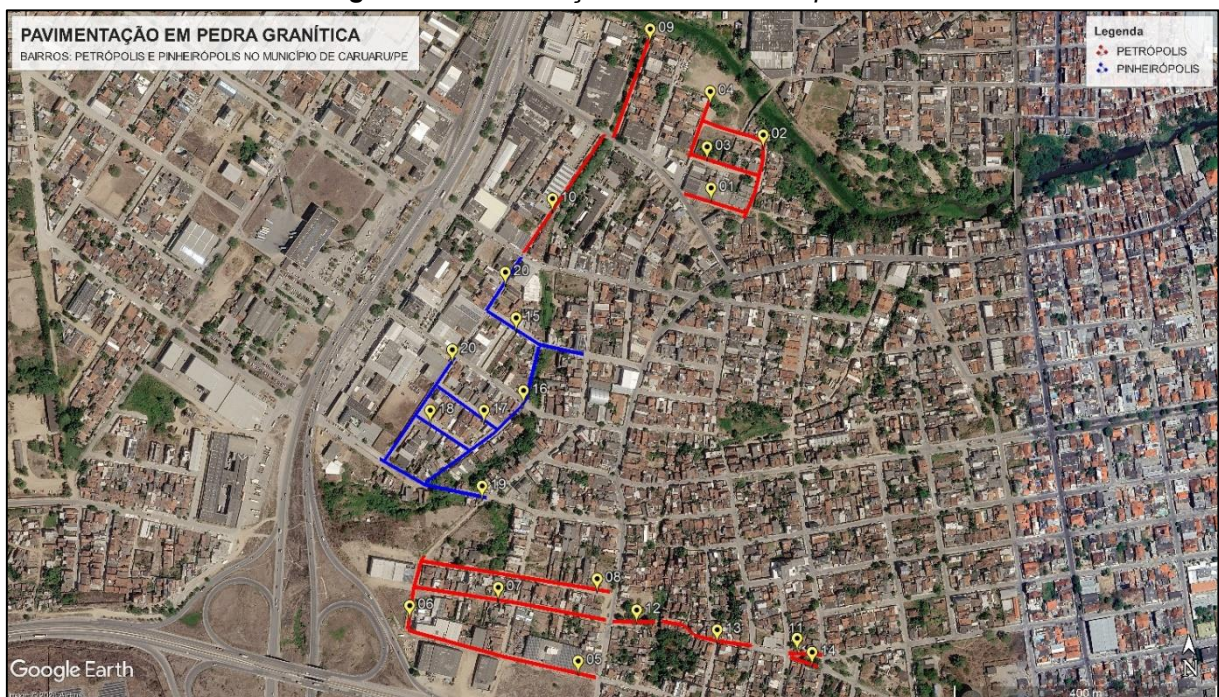 PAVIMENTAÇÃO EM PEDRA GRANÍTICA
BAIRROS: PETRÓPOLIS E PINHEIRÓPOLIS NO MUNICÍPIO DE CARUARU/PE
Legenda
PETRÓPOLIS
PINHEIRÓPOLIS
09
04
02
03
01
10
20
15
20
16
18
17
19
08
07
06
12
13
11
14
05
Google Earth
400 m
N